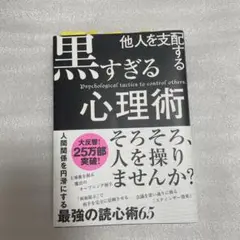 他人を支配する
黒すぎる
Psychological tactics to control others
心理術
大反響!
25万部
突破!
人間関係を円滑にする
そろそろ、
人を操り
ませんか?
最強の読心術65